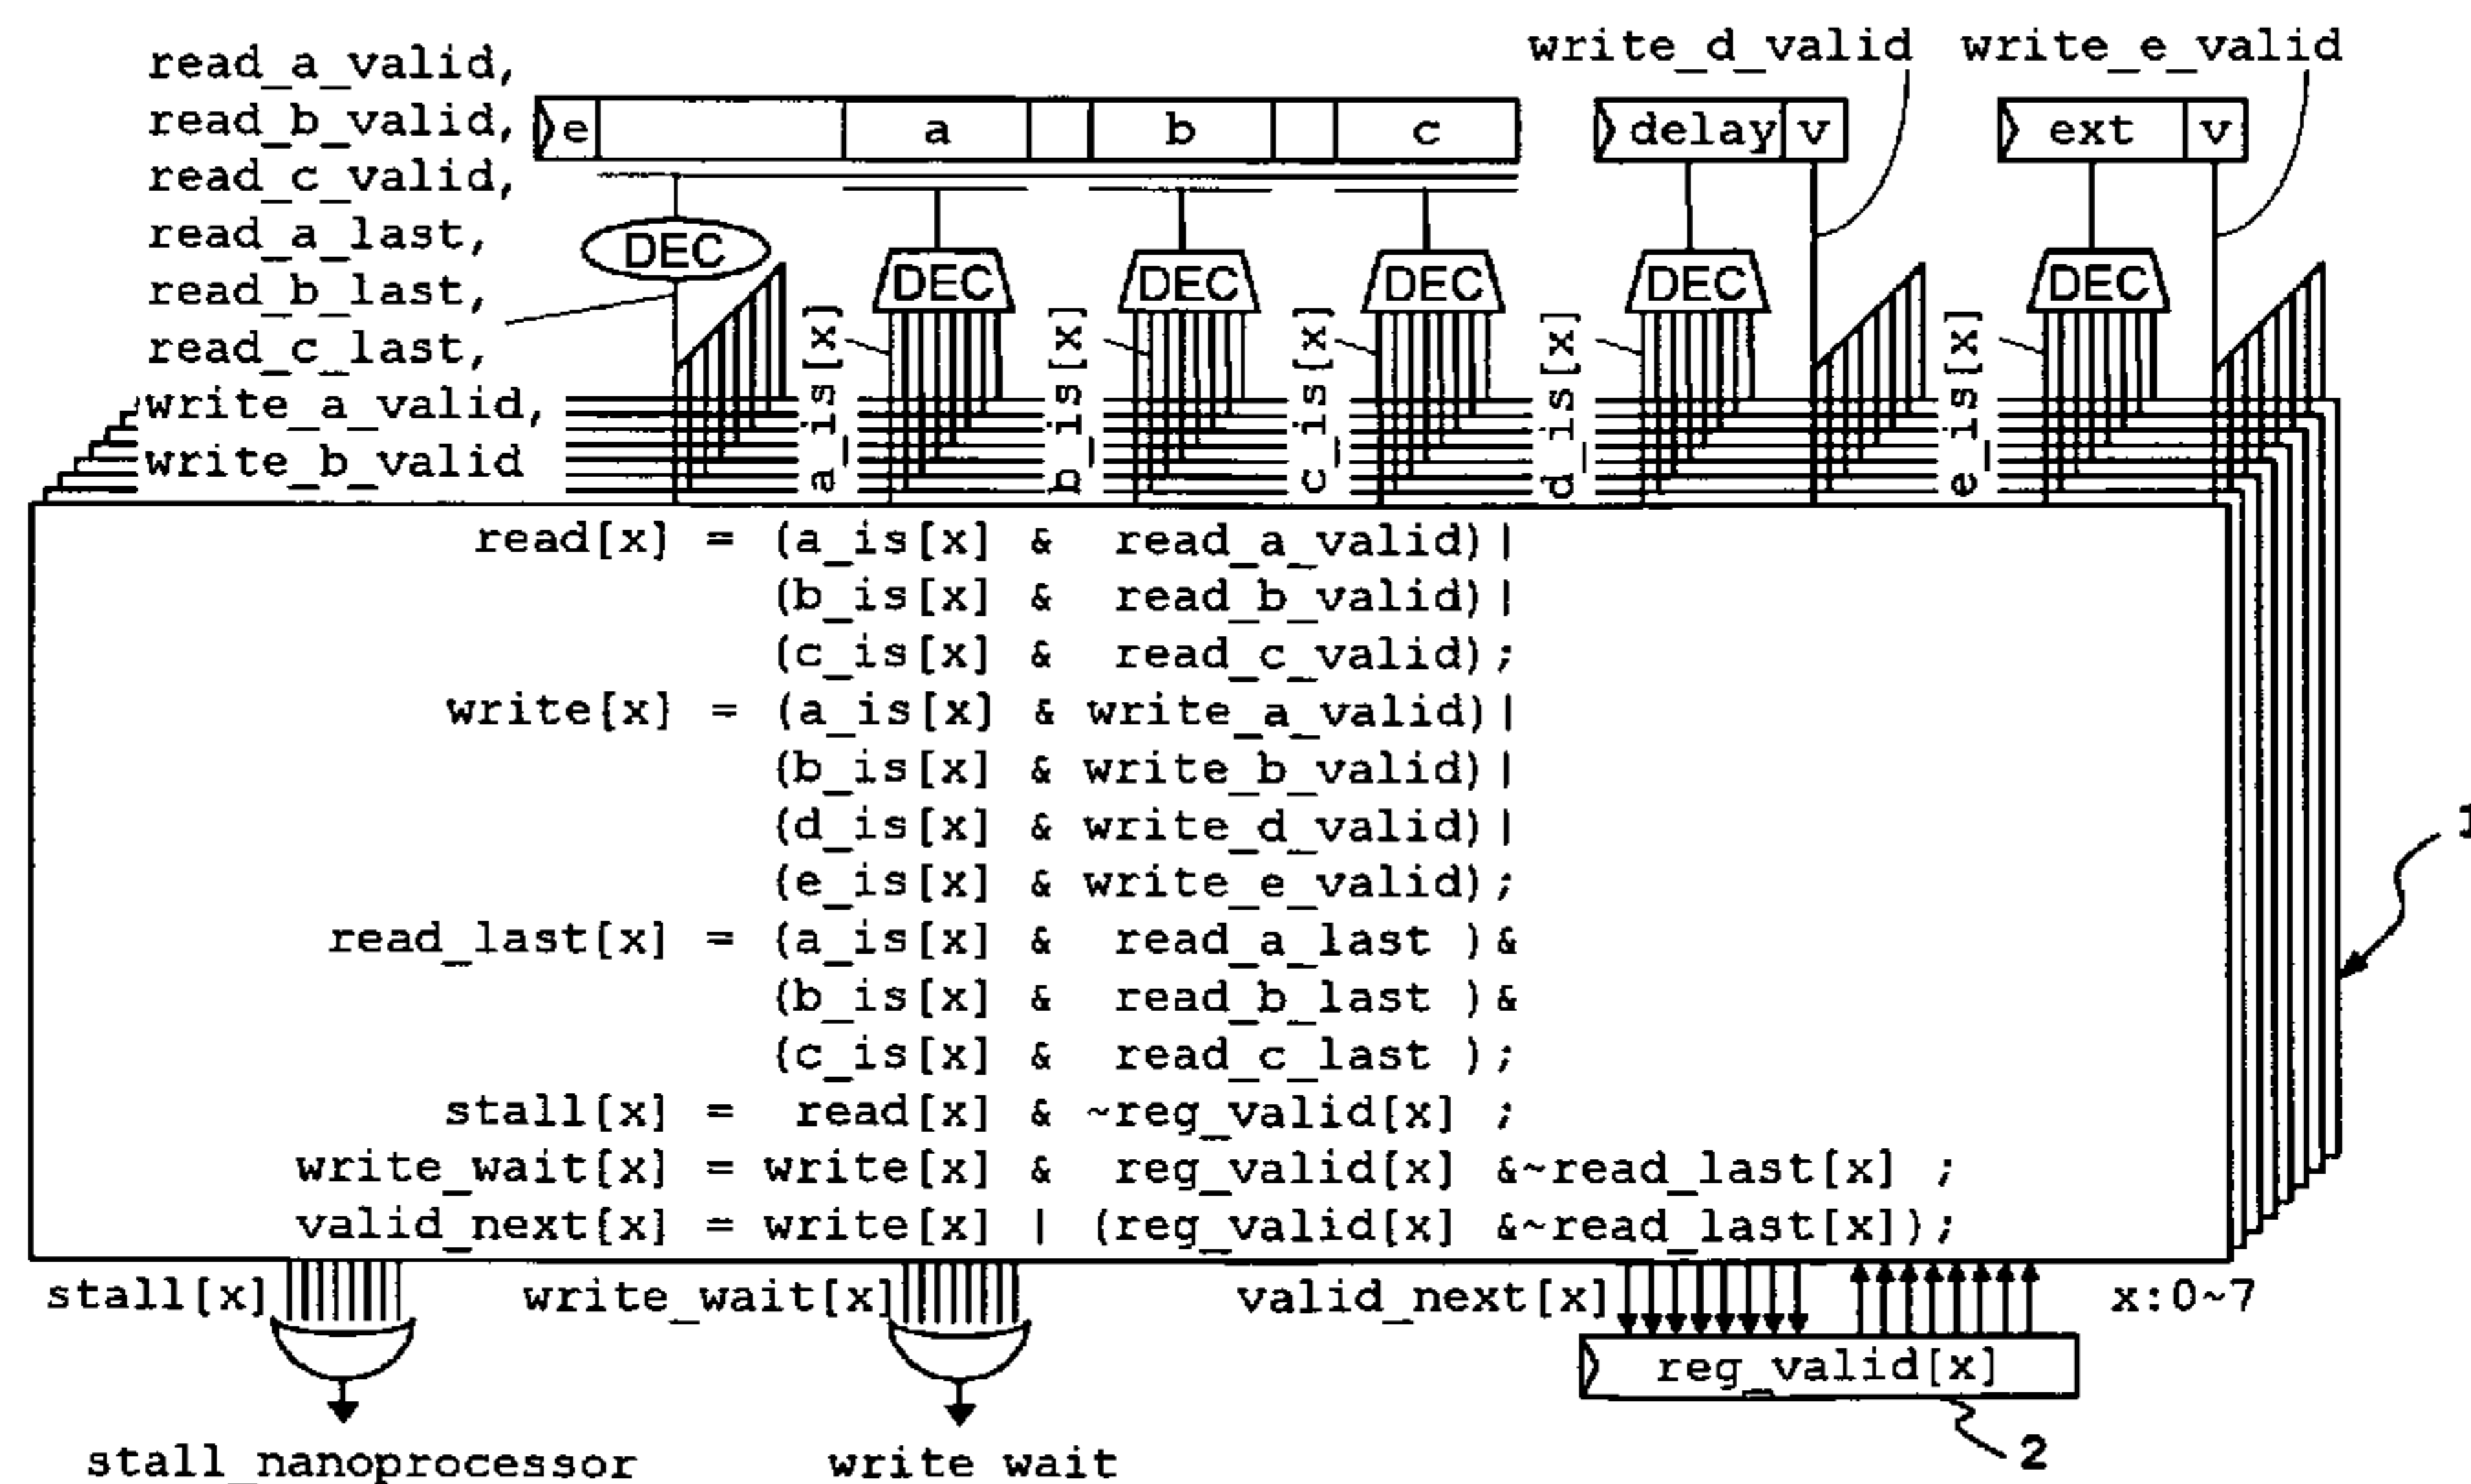 write_d_valid write_e_valid
read_a_valid,
read_b_valid,
read_c_valid,
read_a_last,
read_b_last,
read_c_last,
write_a_valid,
write_b_valid
e a b c delay v ext v
DEC DEC DEC DEC DEC DEC
a_is[x] b_is[x] c_is[x] d_is[x] e_is[x]
read[x] = (a_is[x] & read_a_valid)|
(b_is[x] & read_b_valid)|
(c_is[x] & read_c_valid);
write[x] = (a_is[x] & write_a_valid)|
(b_is[x] & write_b_valid)|
(d_is[x] & write_d_valid)|
(e_is[x] & write_e_valid);
read_last[x] = (a_is[x] & read_a_last )&
(b_is[x] & read_b_last )&
(c_is[x] & read_c_last );
stall[x] = read[x] & ~reg_valid[x] ;
write_wait[x] = write[x] & reg_valid[x] &~read_last[x] ;
valid_next[x] = write[x] | (reg_valid[x] &~read_last[x]);
1
stall[x] write_wait[x] valid_next[x] x:0~7
reg_valid[x]
2
stall nanoprocessor write wait